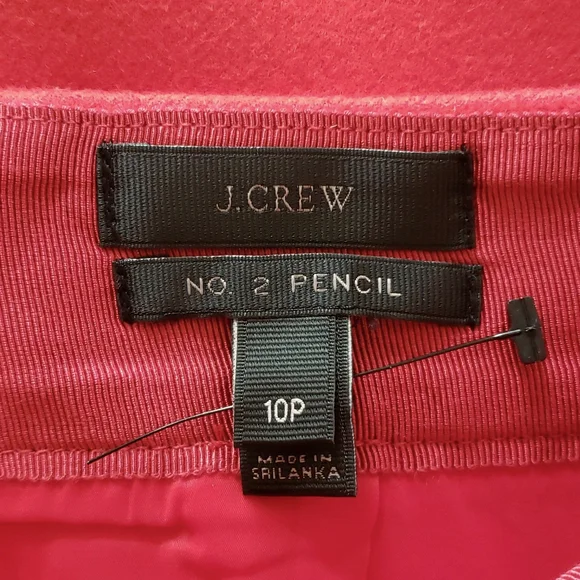 J.CREW
NO. 2 PENCIL
10P
MADE IN
SRILANKA